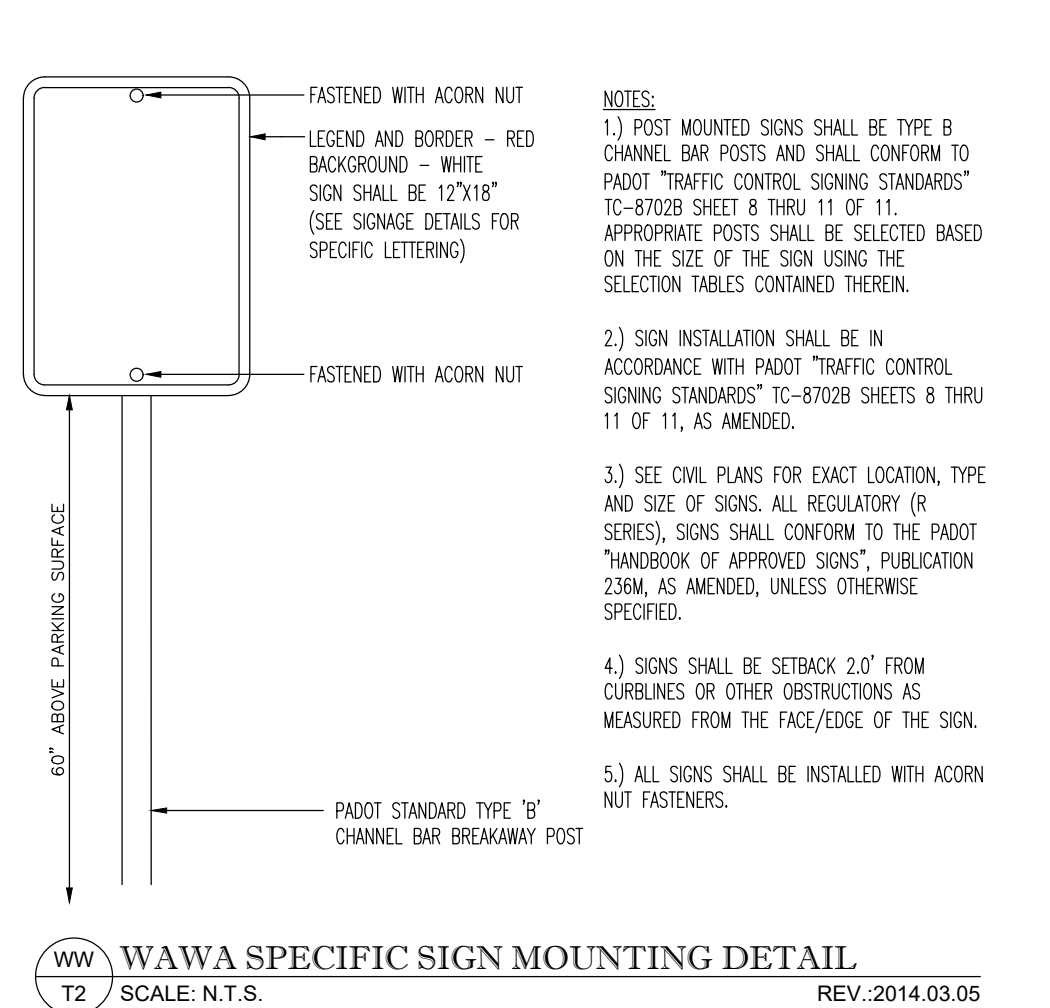 FASTENED WITH ACORN NUT
LEGEND AND BORDER – RED
BACKGROUND – WHITE
SIGN SHALL BE 12"X18"
(SEE SIGNAGE DETAILS FOR
SPECIFIC LETTERING)
FASTENED WITH ACORN NUT
60" ABOVE PARKING SURFACE
PADOT STANDARD TYPE 'B'
CHANNEL BAR BREAKAWAY POST
NOTES:
1.) POST MOUNTED SIGNS SHALL BE TYPE B
CHANNEL BAR POSTS AND SHALL CONFORM TO
PADOT "TRAFFIC CONTROL SIGNING STANDARDS"
TC–8702B SHEET 8 THRU 11 OF 11.
APPROPRIATE POSTS SHALL BE SELECTED BASED
ON THE SIZE OF THE SIGN USING THE
SELECTION TABLES CONTAINED THEREIN.
2.) SIGN INSTALLATION SHALL BE IN
ACCORDANCE WITH PADOT "TRAFFIC CONTROL
SIGNING STANDARDS" TC–8702B SHEETS 8 THRU
11 OF 11, AS AMENDED.
3.) SEE CIVIL PLANS FOR EXACT LOCATION, TYPE
AND SIZE OF SIGNS. ALL REGULATORY (R
SERIES), SIGNS SHALL CONFORM TO THE PADOT
"HANDBOOK OF APPROVED SIGNS", PUBLICATION
236M, AS AMENDED, UNLESS OTHERWISE
SPECIFIED.
4.) SIGNS SHALL BE SETBACK 2.0' FROM
CURBLINES OR OTHER OBSTRUCTIONS AS
MEASURED FROM THE FACE/EDGE OF THE SIGN.
5.) ALL SIGNS SHALL BE INSTALLED WITH ACORN
NUT FASTENERS.
WW
T2
WAWA SPECIFIC SIGN MOUNTING DETAIL
SCALE: N.T.S.
REV.:2014.03.05